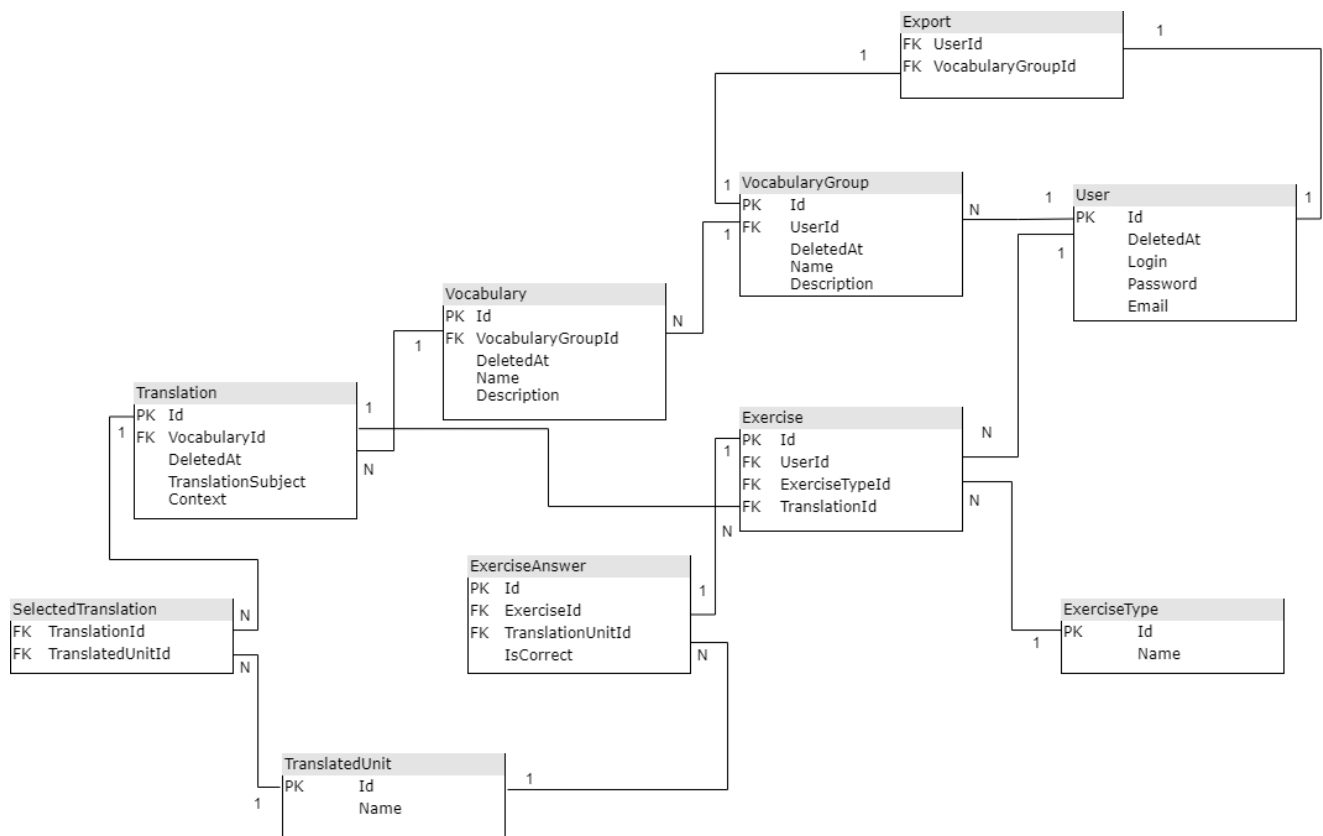 Export
FK UserId
FK VocabularyGroupId
1
1
VocabularyGroup
PK Id
FK UserId
DeletedAt
Name
Description
1
1
N
1
User
PK Id
DeletedAt
Login
Password
Email
1
1
Vocabulary
PK Id
FK VocabularyGroupId
DeletedAt
Name
Description
N
1
Translation
PK Id
FK VocabularyId
DeletedAt
TranslationSubject
Context
1
1
N
Exercise
PK Id
FK UserId
FK ExerciseTypeId
FK TranslationId
1
N
N
N
ExerciseAnswer
PK Id
FK ExerciseId
FK TranslationUnitId
IsCorrect
1
N
SelectedTranslation
FK TranslationId
FK TranslatedUnitId
N
N
ExerciseType
PK Id
Name
1
TranslatedUnit
PK Id
Name
1
1